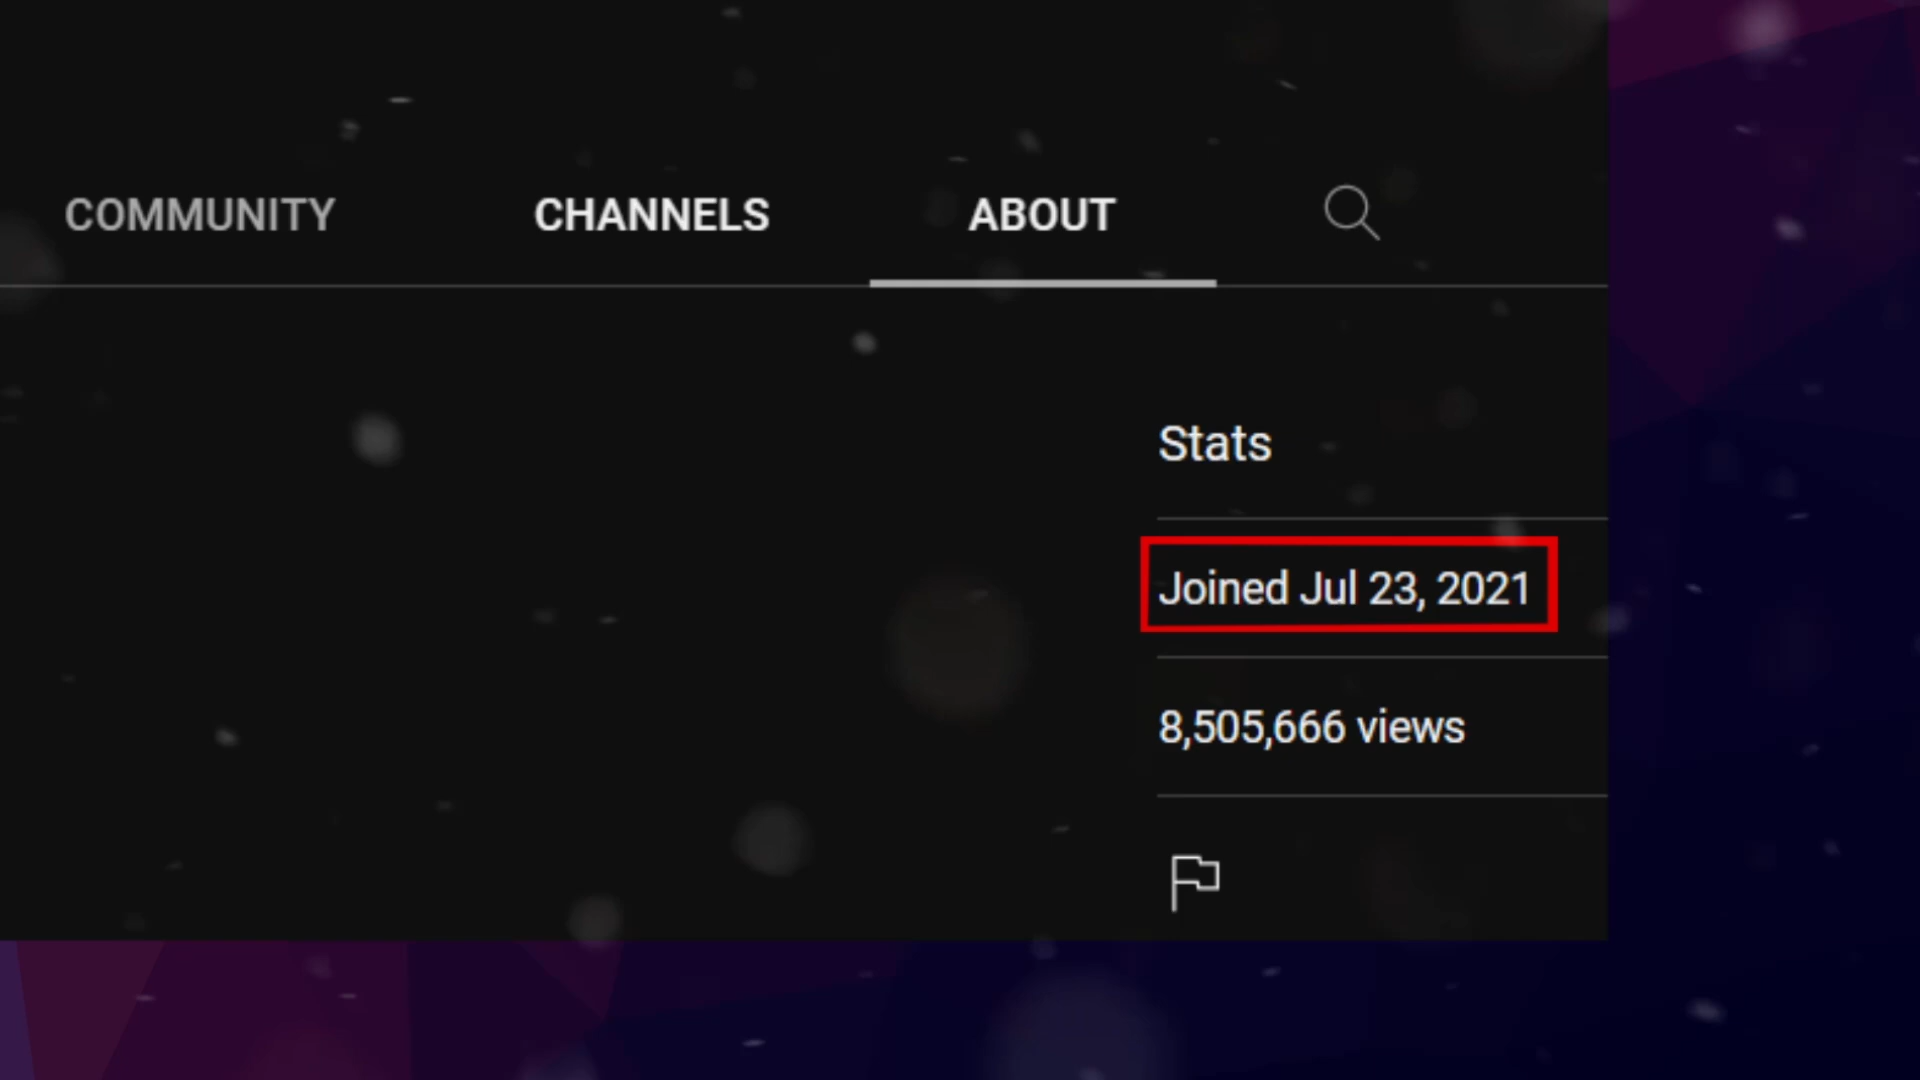 COMMUNITY CHANNELS ABOUT
Stats
Joined Jul 23, 2021
8,505,666 views